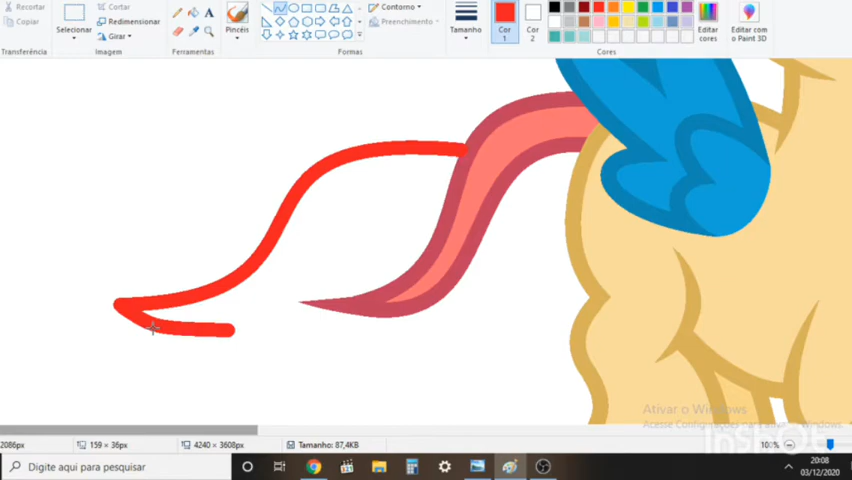 Recortar
Copiar
Transferência
Selecionar
Cortar
Redimensionar
Girar
Imagem
A
Ferramentas
Pincéis
Contorno
Preenchimento
Formas
Tamanho
Cor
1
Cor
2
Cores
Editar
cores
Editar com
o Paint 3D
Ativar o Windows
2086px
159 × 36px
4240 × 3608px
Tamanho: 87,4KB
100%
Digite aqui para pesquisar
20:08
03/12/2020